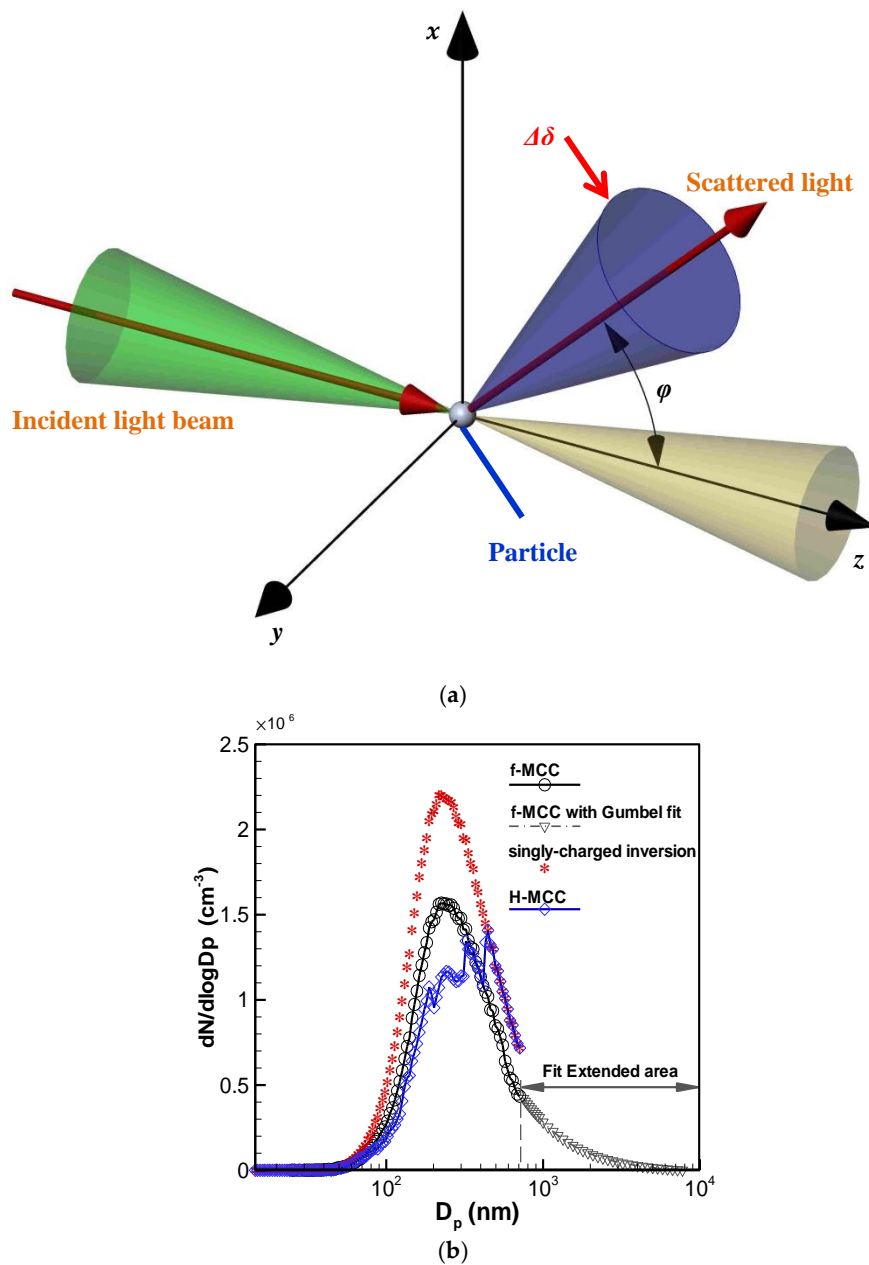 x
Δδ
Scattered light
φ
Incident light beam
Particle
z
y
(a)
×10⁶
2.5
f-MCC
2
f-MCC with Gumbel fit
singly-charged inversion
1.5
H-MCC
dN/dlogDp (cm⁻³)
1
Fit Extended area
0.5
0
10² 10³ 10⁴
Dₚ (nm)
(b)